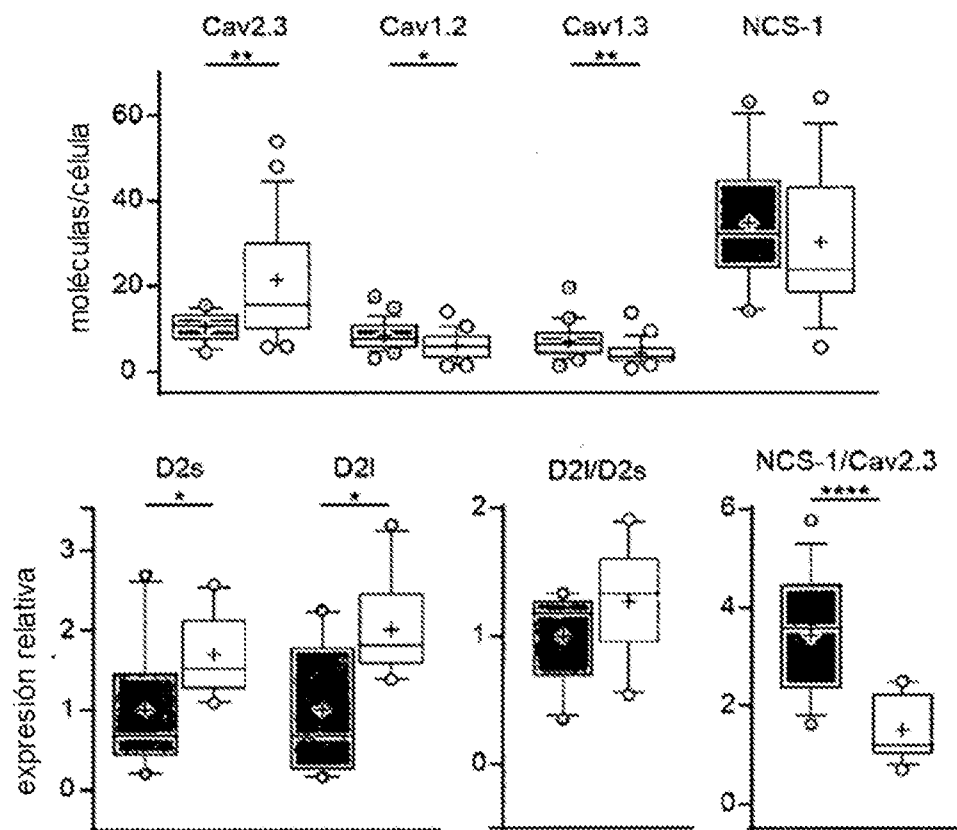 Cav2.3 Cav1.2 Cav1.3 NCS-1
** * **
moléculas/célula
60
40
20
0
D2s D2l D2l/D2s NCS-1/Cav2.3
* * ****
expresión relativa
3
2
1
0
2
1
0
6
4
2
0